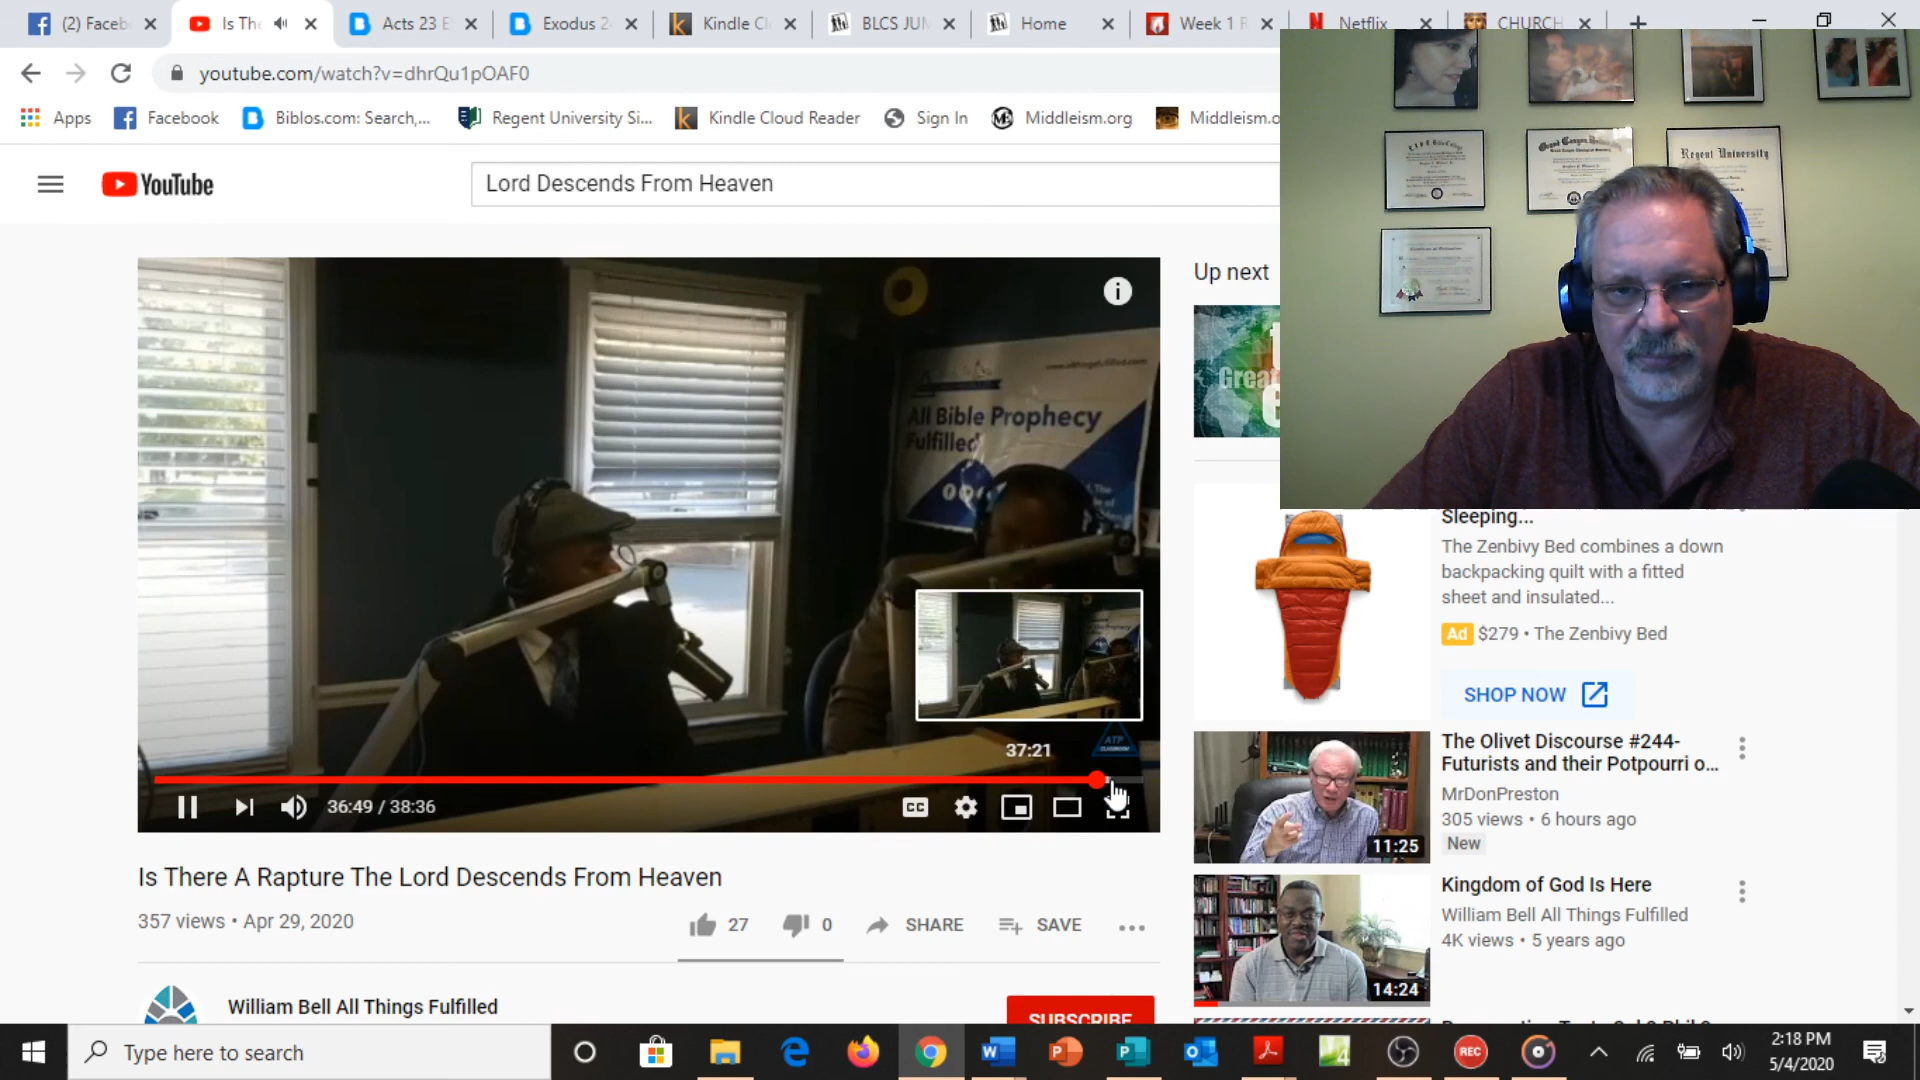 (2) Faceb
Is The
Acts 23 E
Exodus 24
Kindle Cl
BLCS JUN
Home
Week 1 R
Netflix
CHURCH
youtube.com/watch?v=dhrQu1pOAF0
Apps
Facebook
Biblos.com: Search,...
Regent University Si...
Kindle Cloud Reader
Sign In
Middleism.org
Middleism.o
YouTube
Lord Descends From Heaven
Regent University
All Bible Prophecy
Fulfilled
37:21
36:49 / 38:36
CC
Is There A Rapture The Lord Descends From Heaven
357 views • Apr 29, 2020
27
0
SHARE
SAVE
William Bell All Things Fulfilled
SUBSCRIBE
Up next
Great
Sleeping...
The Zenbivy Bed combines a down
backpacking quilt with a fitted
sheet and insulated...
Ad $279 • The Zenbivy Bed
SHOP NOW
The Olivet Discourse #244-
Futurists and their Potpourri o...
MrDonPreston
305 views • 6 hours ago
New
11:25
Kingdom of God Is Here
William Bell All Things Fulfilled
4K views • 5 years ago
14:24
Type here to search
REC
2:18 PM
5/4/2020